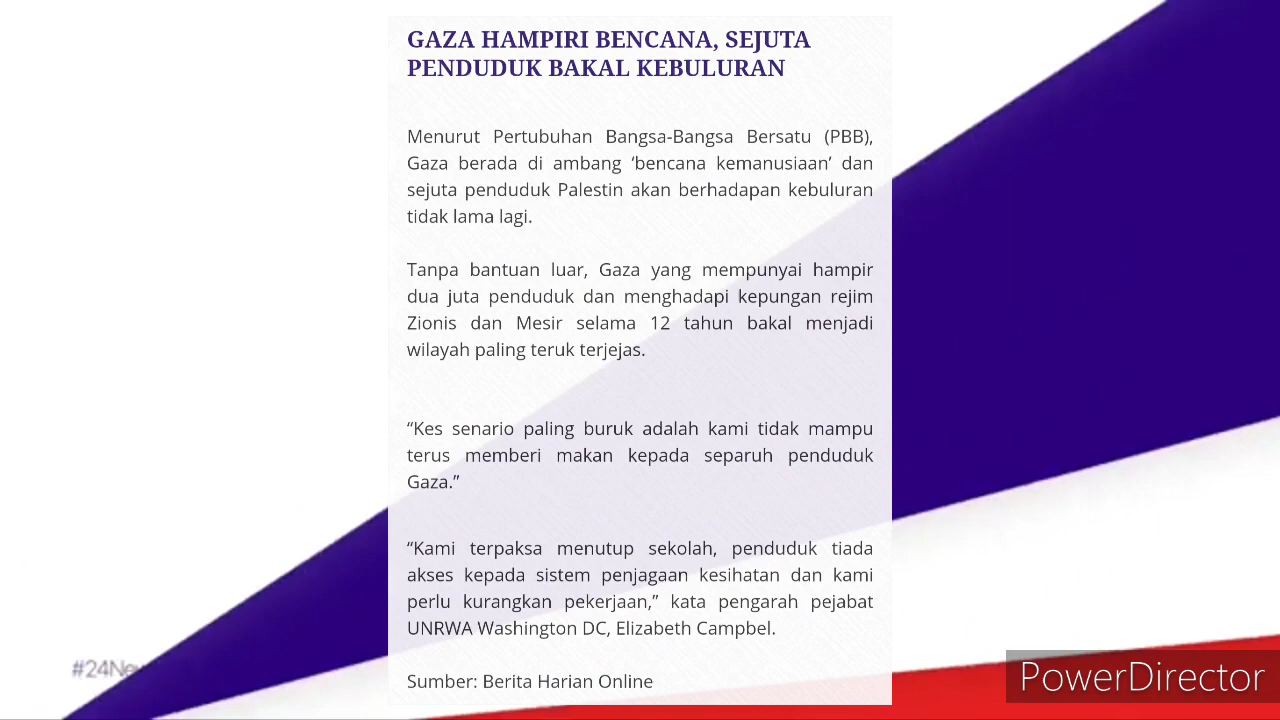 GAZA HAMPIRI BENCANA, SEJUTA
PENDUDUK BAKAL KEBULURAN
Menurut Pertubuhan Bangsa-Bangsa Bersatu (PBB),
Gaza berada di ambang ‘bencana kemanusiaan’ dan
sejuta penduduk Palestin akan berhadapan kebuluran
tidak lama lagi.
Tanpa bantuan luar, Gaza yang mempunyai hampir
dua juta penduduk dan menghadapi kepungan rejim
Zionis dan Mesir selama 12 tahun bakal menjadi
wilayah paling teruk terjejas.
“Kes senario paling buruk adalah kami tidak mampu
terus memberi makan kepada separuh penduduk
Gaza.”
“Kami terpaksa menutup sekolah, penduduk tiada
akses kepada sistem penjagaan kesihatan dan kami
perlu kurangkan pekerjaan,” kata pengarah pejabat
UNRWA Washington DC, Elizabeth Campbel.
Sumber: Berita Harian Online
PowerDirector